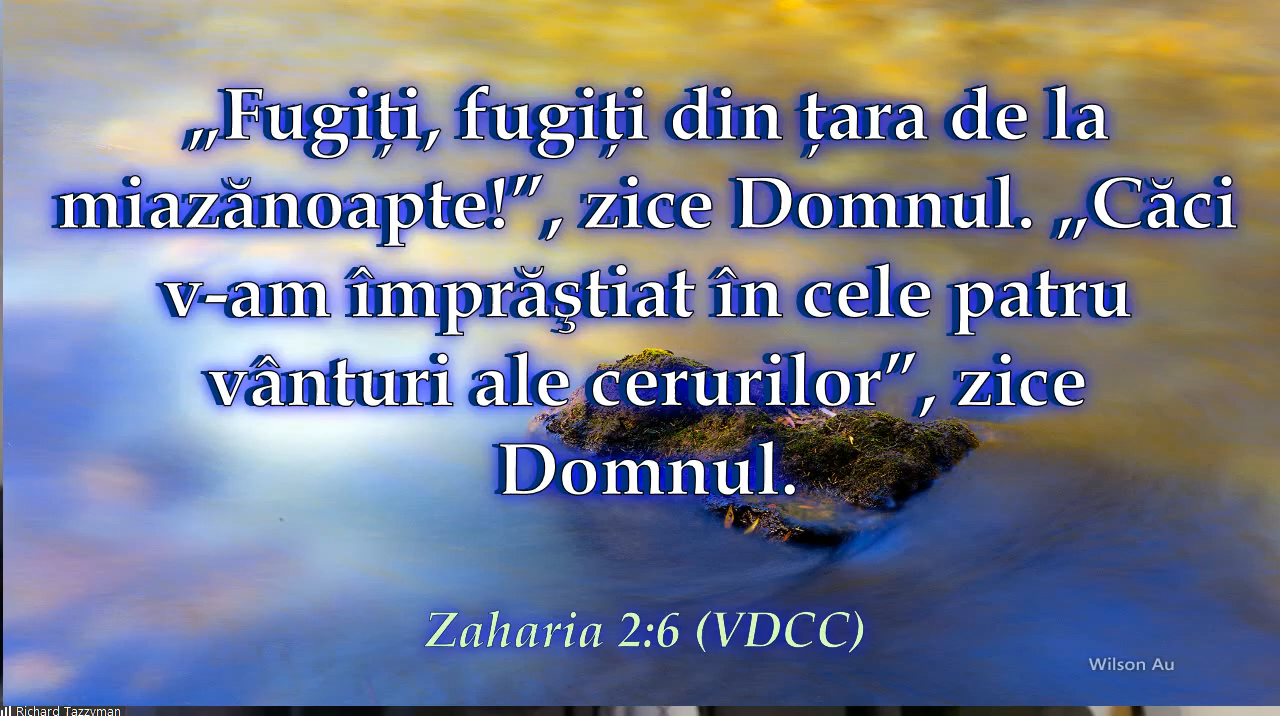 „Fugiți, fugiți din țara de la
miazănoapte!”, zice Domnul. „Căci
v-am împrăştiat în cele patru
vânturi ale cerurilor”, zice
Domnul.
Zaharia 2:6 (VDCC)
Wilson Au
Richard Tazzyman